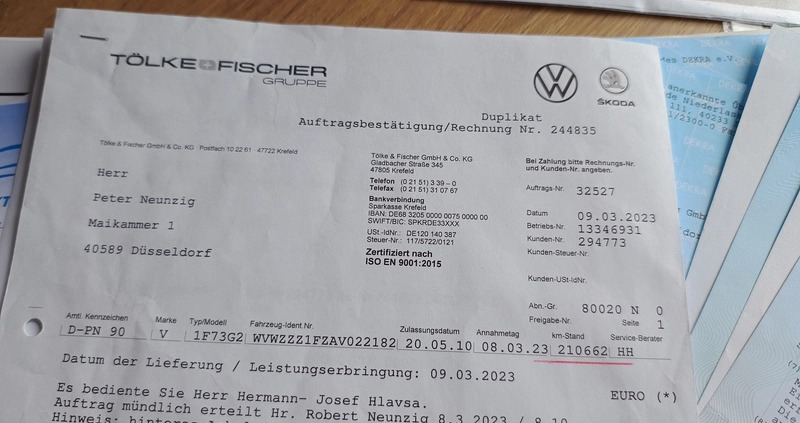 TÖLKE+FISCHER
GRUPPE
ŠKODA
Duplikat
Auftragsbestätigung/Rechnung Nr. 244835
Tölke & Fischer GmbH & Co. KG Postfach 10 22 61 47722 Krefeld
Herr
Peter Neunzig
Maikammer 1
40589 Düsseldorf
Tölke & Fischer GmbH & Co. KG
Gladbacher Straße 345
47805 Krefeld
Telefon (0 21 51) 3 39 – 0
Telefax (0 21 51) 31 07 67
Bankverbindung
Sparkasse Krefeld
IBAN: DE68 3205 0000 0075 0000 00
SWIFT/BIC: SPKRDE33XXX
USt.-IdNr.: DE120 140 387
Steuer-Nr.: 117/5722/0121
Zertifiziert nach
ISO EN 9001:2015
Bei Zahlung bitte Rechnungs-Nr.
und Kunden-Nr. angeben.
Auftrags-Nr. 32527
Datum 09.03.2023
Betriebs-Nr. 13346931
Kunden-Nr. 294773
Kunden-Steuer-Nr.
Kunden-USt-IdNr.
Abn.-Gr. 80020 N 0
Freigabe-Nr. Seite 1
Amtl. Kennzeichen Marke Typ/Modell Fahrzeug-Ident.Nr. Zulassungsdatum Annahmetag km-Stand Service-Berater
D-PN 90 V 1F73G2 WVWZZZ1FZAV022182 20.05.10 08.03.23 210662 HH
Datum der Lieferung / Leistungserbringung: 09.03.2023
EURO (*)
Es bediente Sie Herr Hermann- Josef Hlavsa.
Auftrag mündlich erteilt Hr. Robert Neunzig 8.3.2023 / 8.10
Hinweis:
DEKRA e.V.
DEKRA
111, 40233